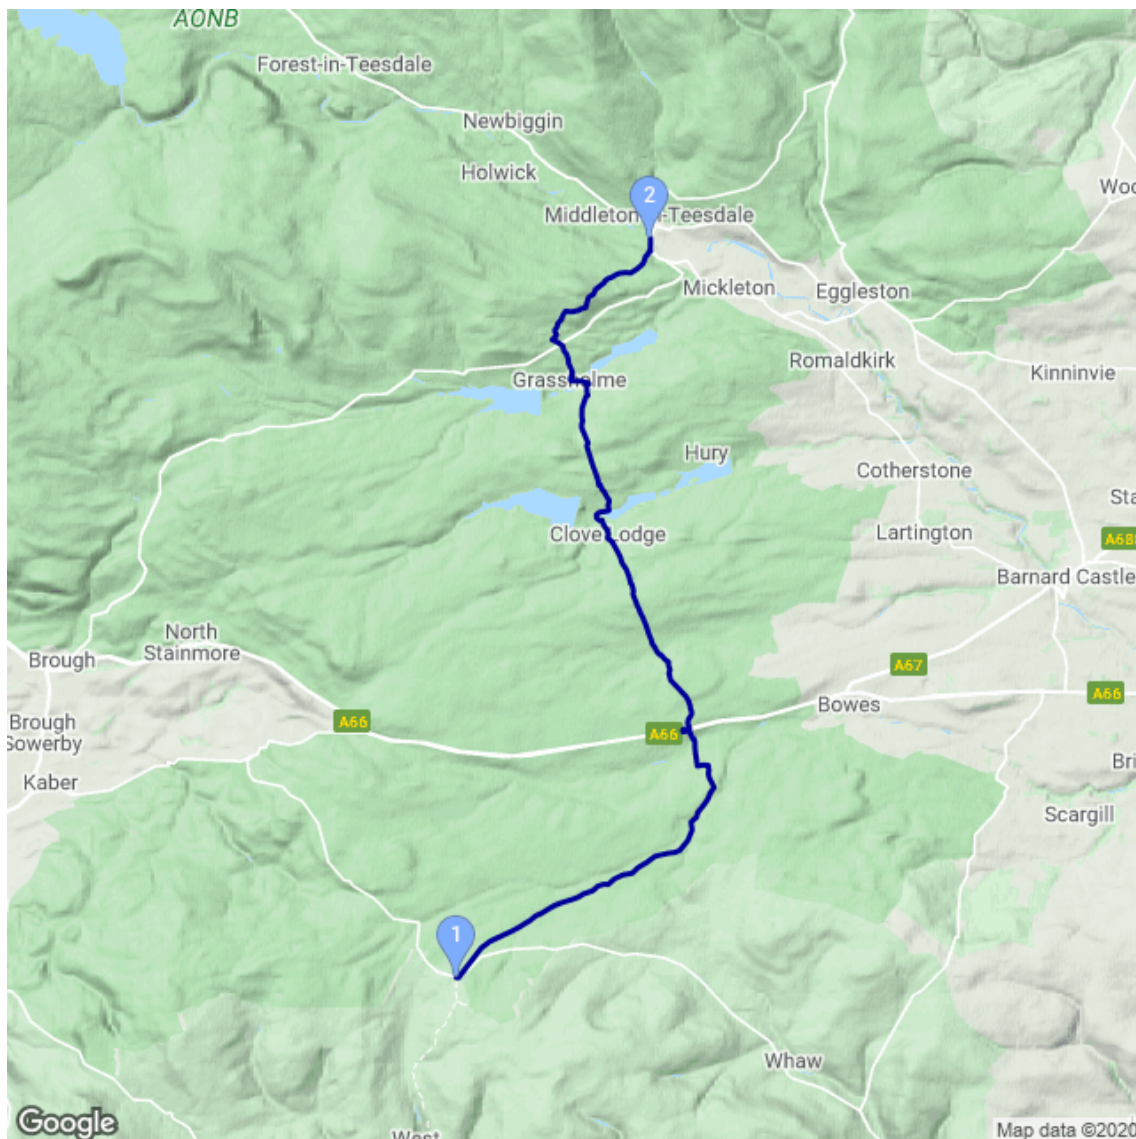 AONB
Forest-in-Teesdale
Newbiggin
Holwick
2
Middleton-in-Teesdale
Mickleton
Eggleston
Romaldkirk
Kinninvie
Grassholme
Hury
Cotherstone
Clove Lodge
Lartington
Barnard Castle
North
Stainmore
Brough
A67
A66
Bowes
A66
A66
Brough
Sowerby
Kaber
Scargill
1
Whaw
West
Google
Map data ©2020